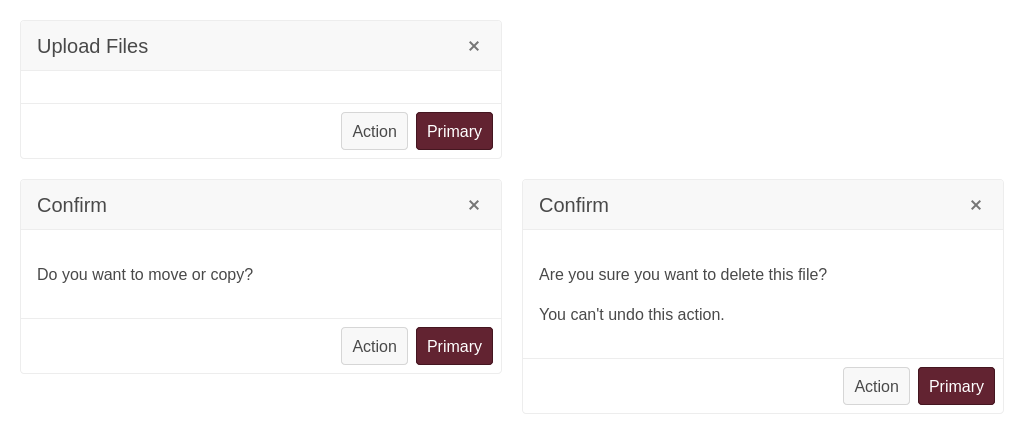 Upload Files ✕
Action Primary
Confirm ✕
Do you want to move or copy?
Action Primary
Confirm ✕
Are you sure you want to delete this file?
You can't undo this action.
Action Primary